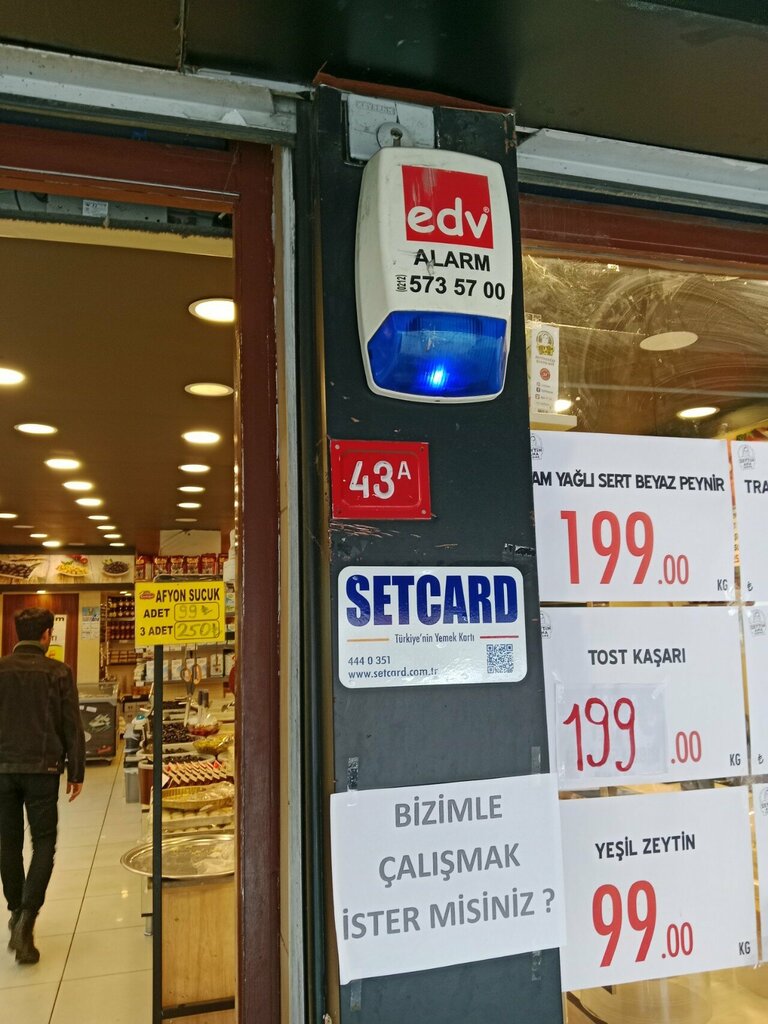 edv
ALARM
(0212) 573 57 00
43A
SETCARD
Türkiye'nin Yemek Kartı
444 0 351
www.setcard.com.tr
BİZİMLE
ÇALIŞMAK
İSTER MİSİNİZ ?
AFYON SUCUK
ADET 99 ₺
3 ADET 250₺
AM YAĞLI SERT BEYAZ PEYNİR
199.00
KG
TOST KAŞARI
199.00
KG
YEŞİL ZEYTİN
99.00
KG
TRA
₺
₺